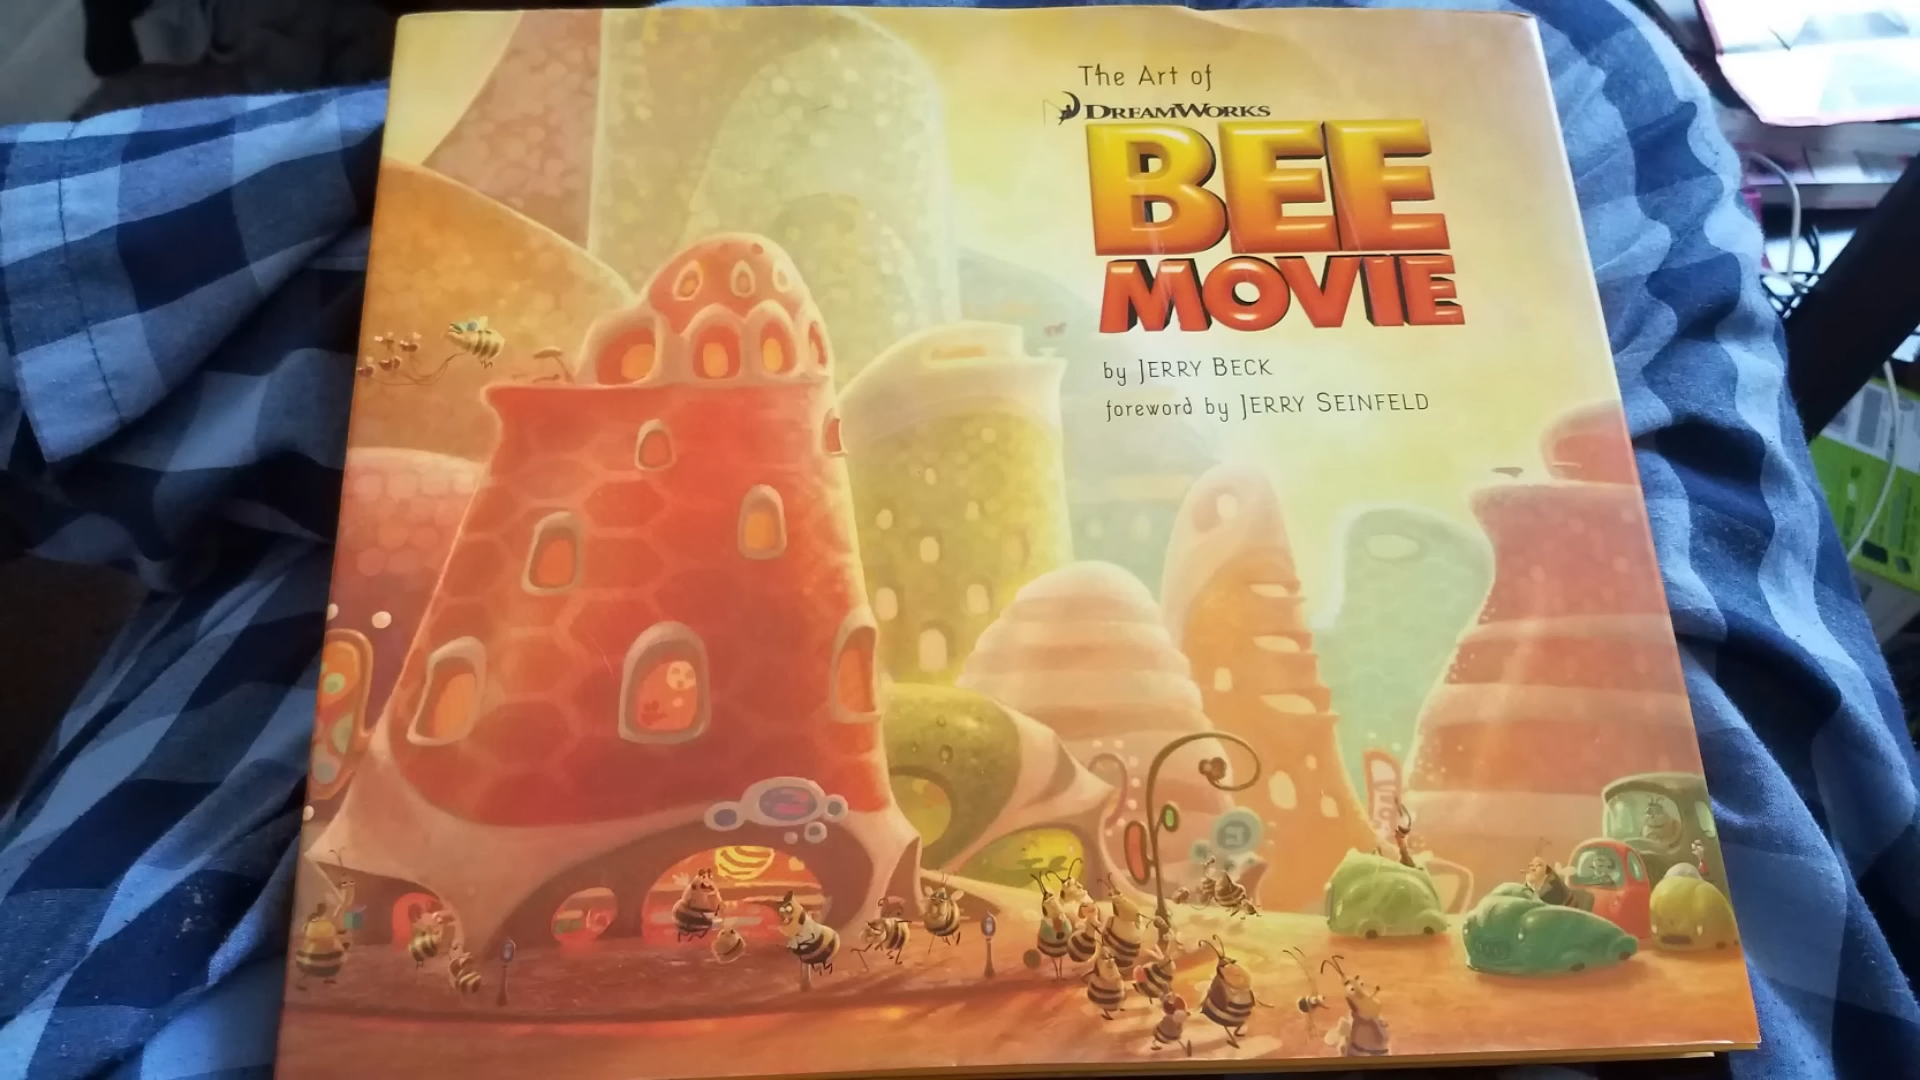 The Art of
DREAMWORKS
BEE
MOVIE
by JERRY BECK
foreword by JERRY SEINFELD